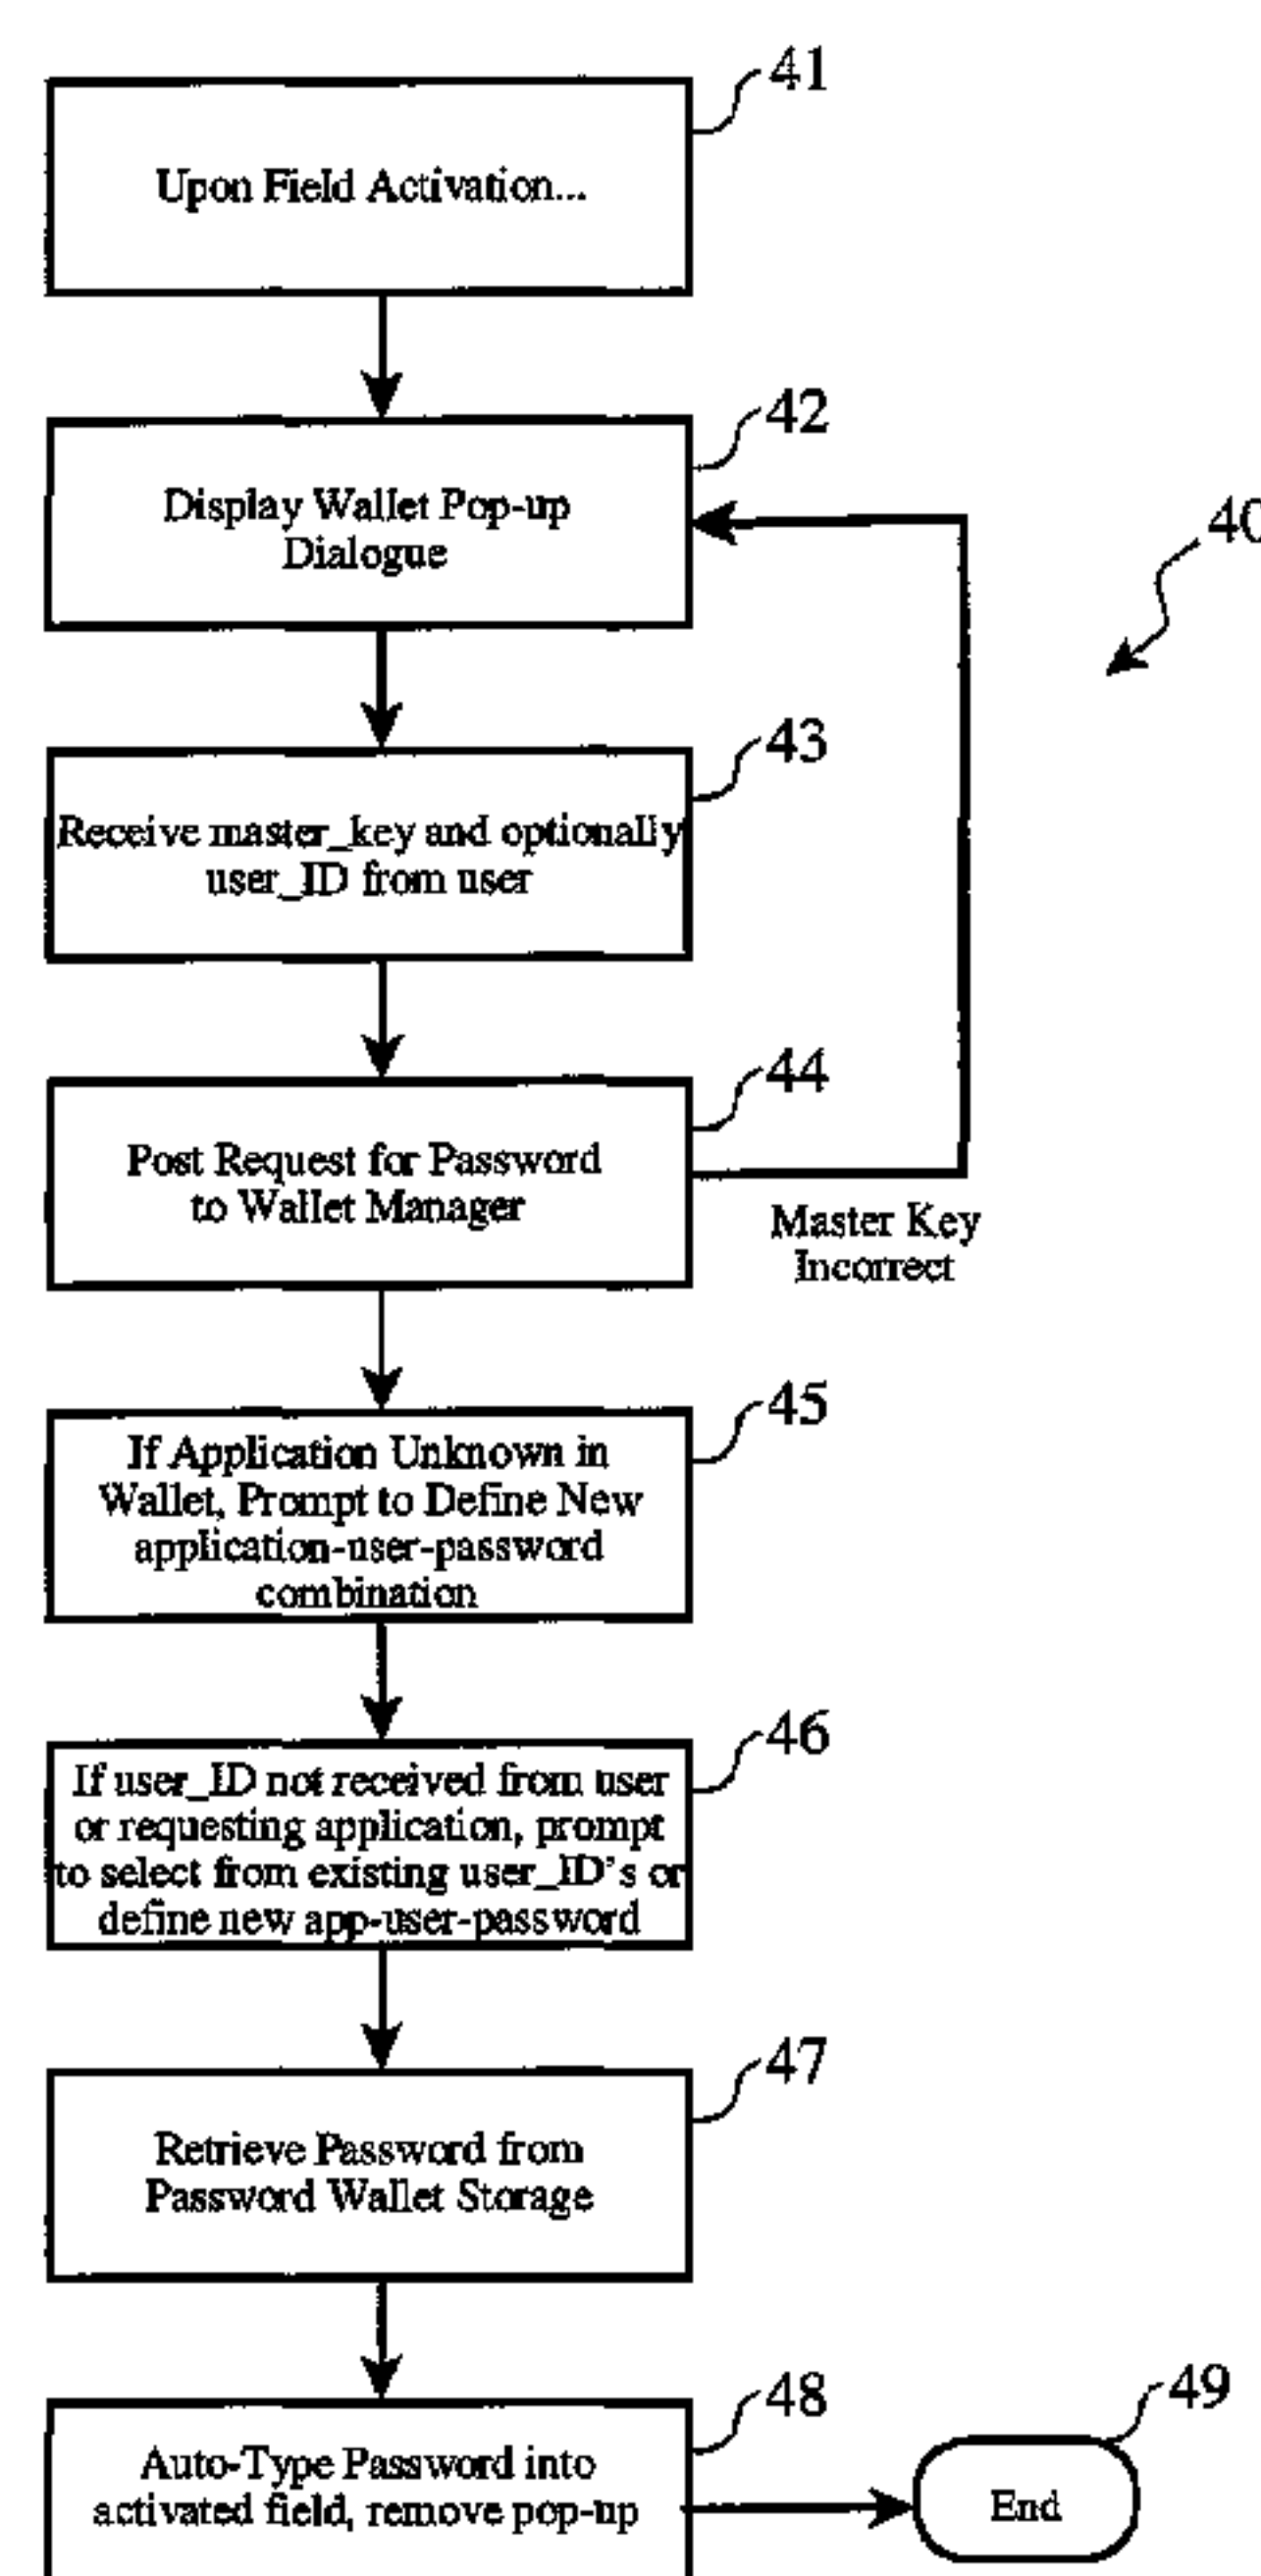 41
Upon Field Activation...
42
Display Wallet Pop-up
Dialogue
40
43
Receive master_key and optionally
user_ID from user
44
Post Request for Password
to Wallet Manager
Master Key
Incorrect
45
If Application Unknown in
Wallet, Prompt to Define New
application-user-password
combination
46
If user_ID not received from user
or requesting application, prompt
to select from existing user_ID's or
define new app-user-password
47
Retrieve Password from
Password Wallet Storage
48
Auto-Type Password into
activated field, remove pop-up
49
End